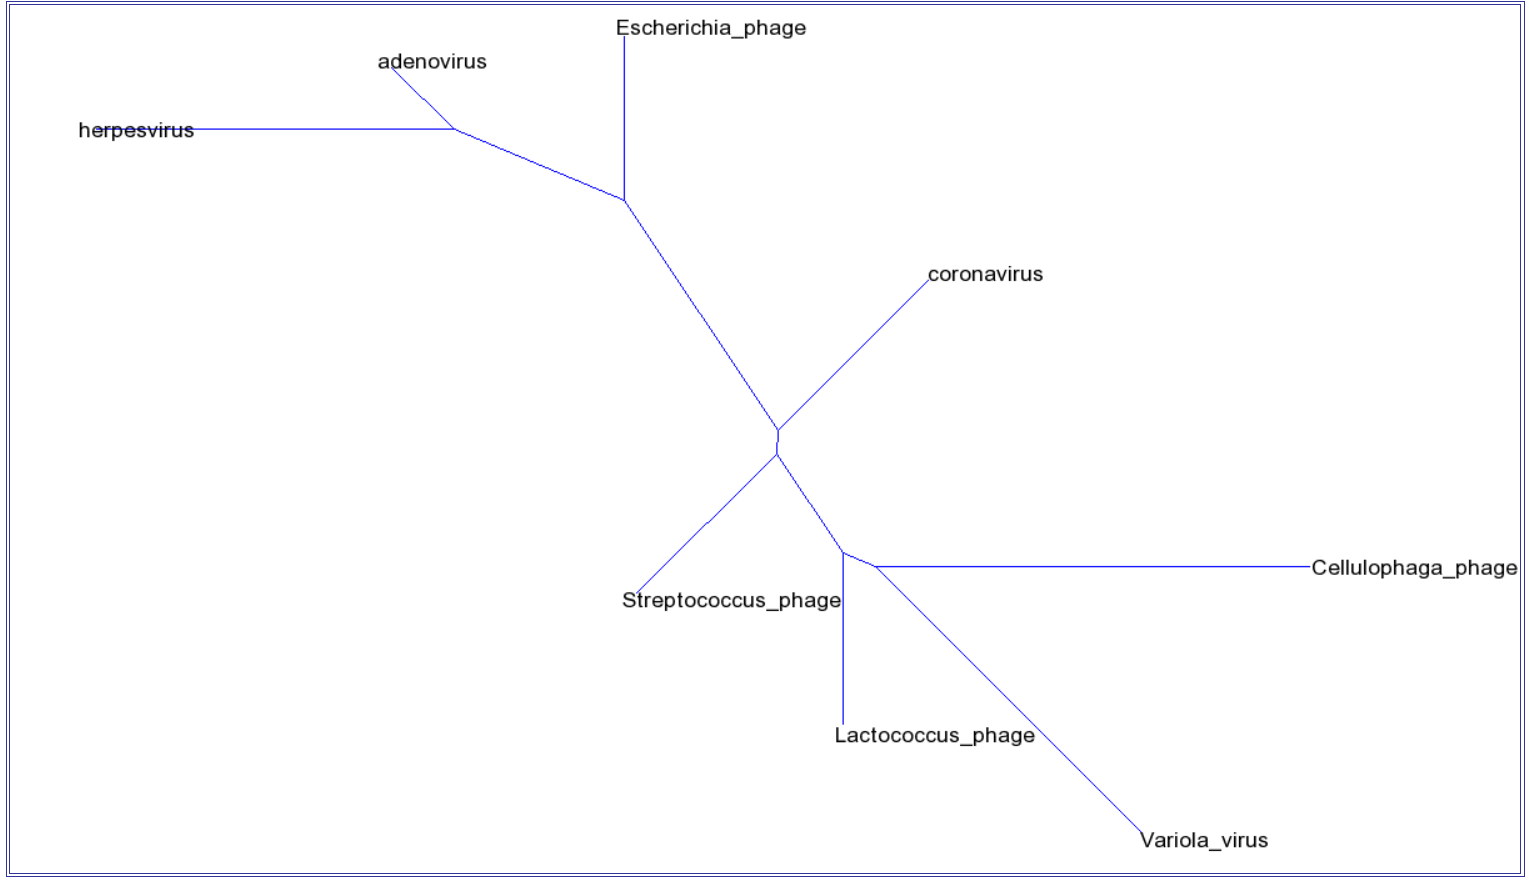 Escherichia_phage
adenovirus
herpesvirus
coronavirus
Cellulophaga_phage
Streptococcus_phage
Lactococcus_phage
Variola_virus